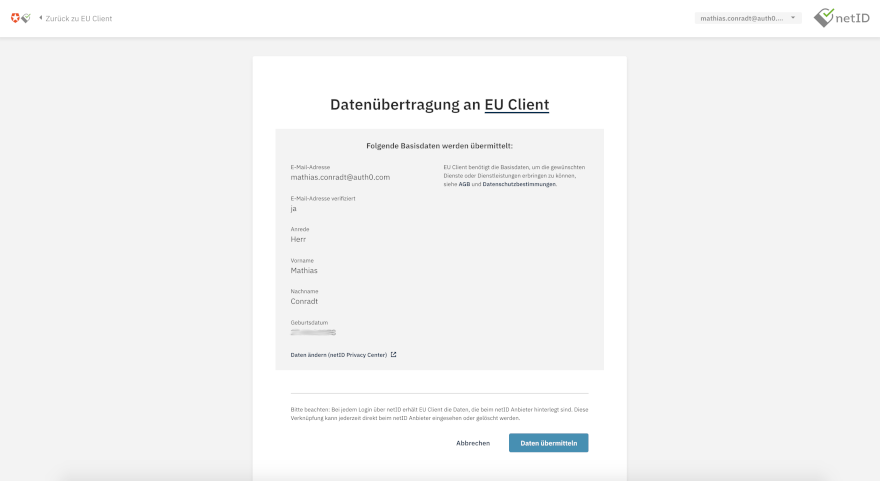 Zurück zu EU Client
mathias.conradt@auth0....
netID
Datenübertragung an EU Client
Folgende Basisdaten werden übermittelt:
E-Mail-Adresse
mathias.conradt@auth0.com
E-Mail-Adresse verifiziert
ja
Anrede
Herr
Vorname
Mathias
Nachname
Conradt
Geburtsdatum
Daten ändern (netID Privacy Center)
EU Client benötigt die Basisdaten, um die gewünschten
Dienste oder Dienstleistungen erbringen zu können,
siehe AGB und Datenschutzbestimmungen.
Bitte beachten: Bei jedem Login über netID erhält EU Client die Daten, die beim netID Anbieter hinterlegt sind. Diese
Verknüpfung kann jederzeit direkt beim netID Anbieter eingesehen oder gelöscht werden.
Abbrechen
Daten übermitteln